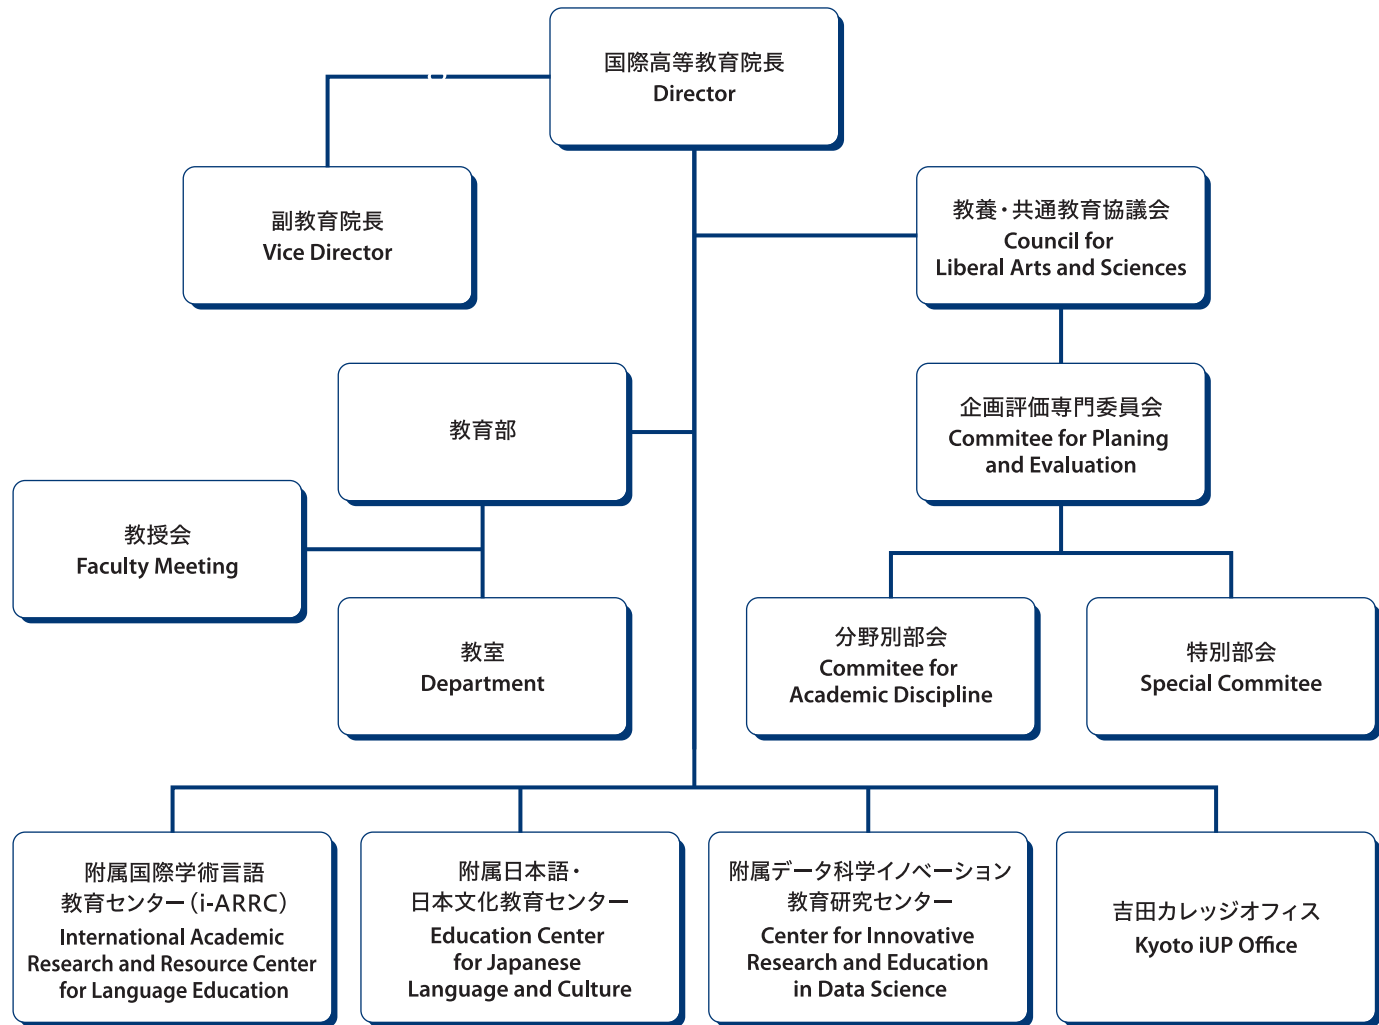 国際高等教育院長
Director
副教育院長
Vice Director
教養・共通教育協議会
Council for
Liberal Arts and Sciences
教育部
企画評価専門委員会
Commitee for Planing
and Evaluation
教授会
Faculty Meeting
教室
Department
分野別部会
Commitee for
Academic Discipline
特別部会
Special Commitee
附属国際学術言語
教育センター（i-ARRC）
International Academic
Research and Resource Center
for Language Education
附属日本語・
日本文化教育センター
Education Center
for Japanese
Language and Culture
附属データ科学イノベーション
教育研究センター
Center for Innovative
Research and Education
in Data Science
吉田カレッジオフィス
Kyoto iUP Office